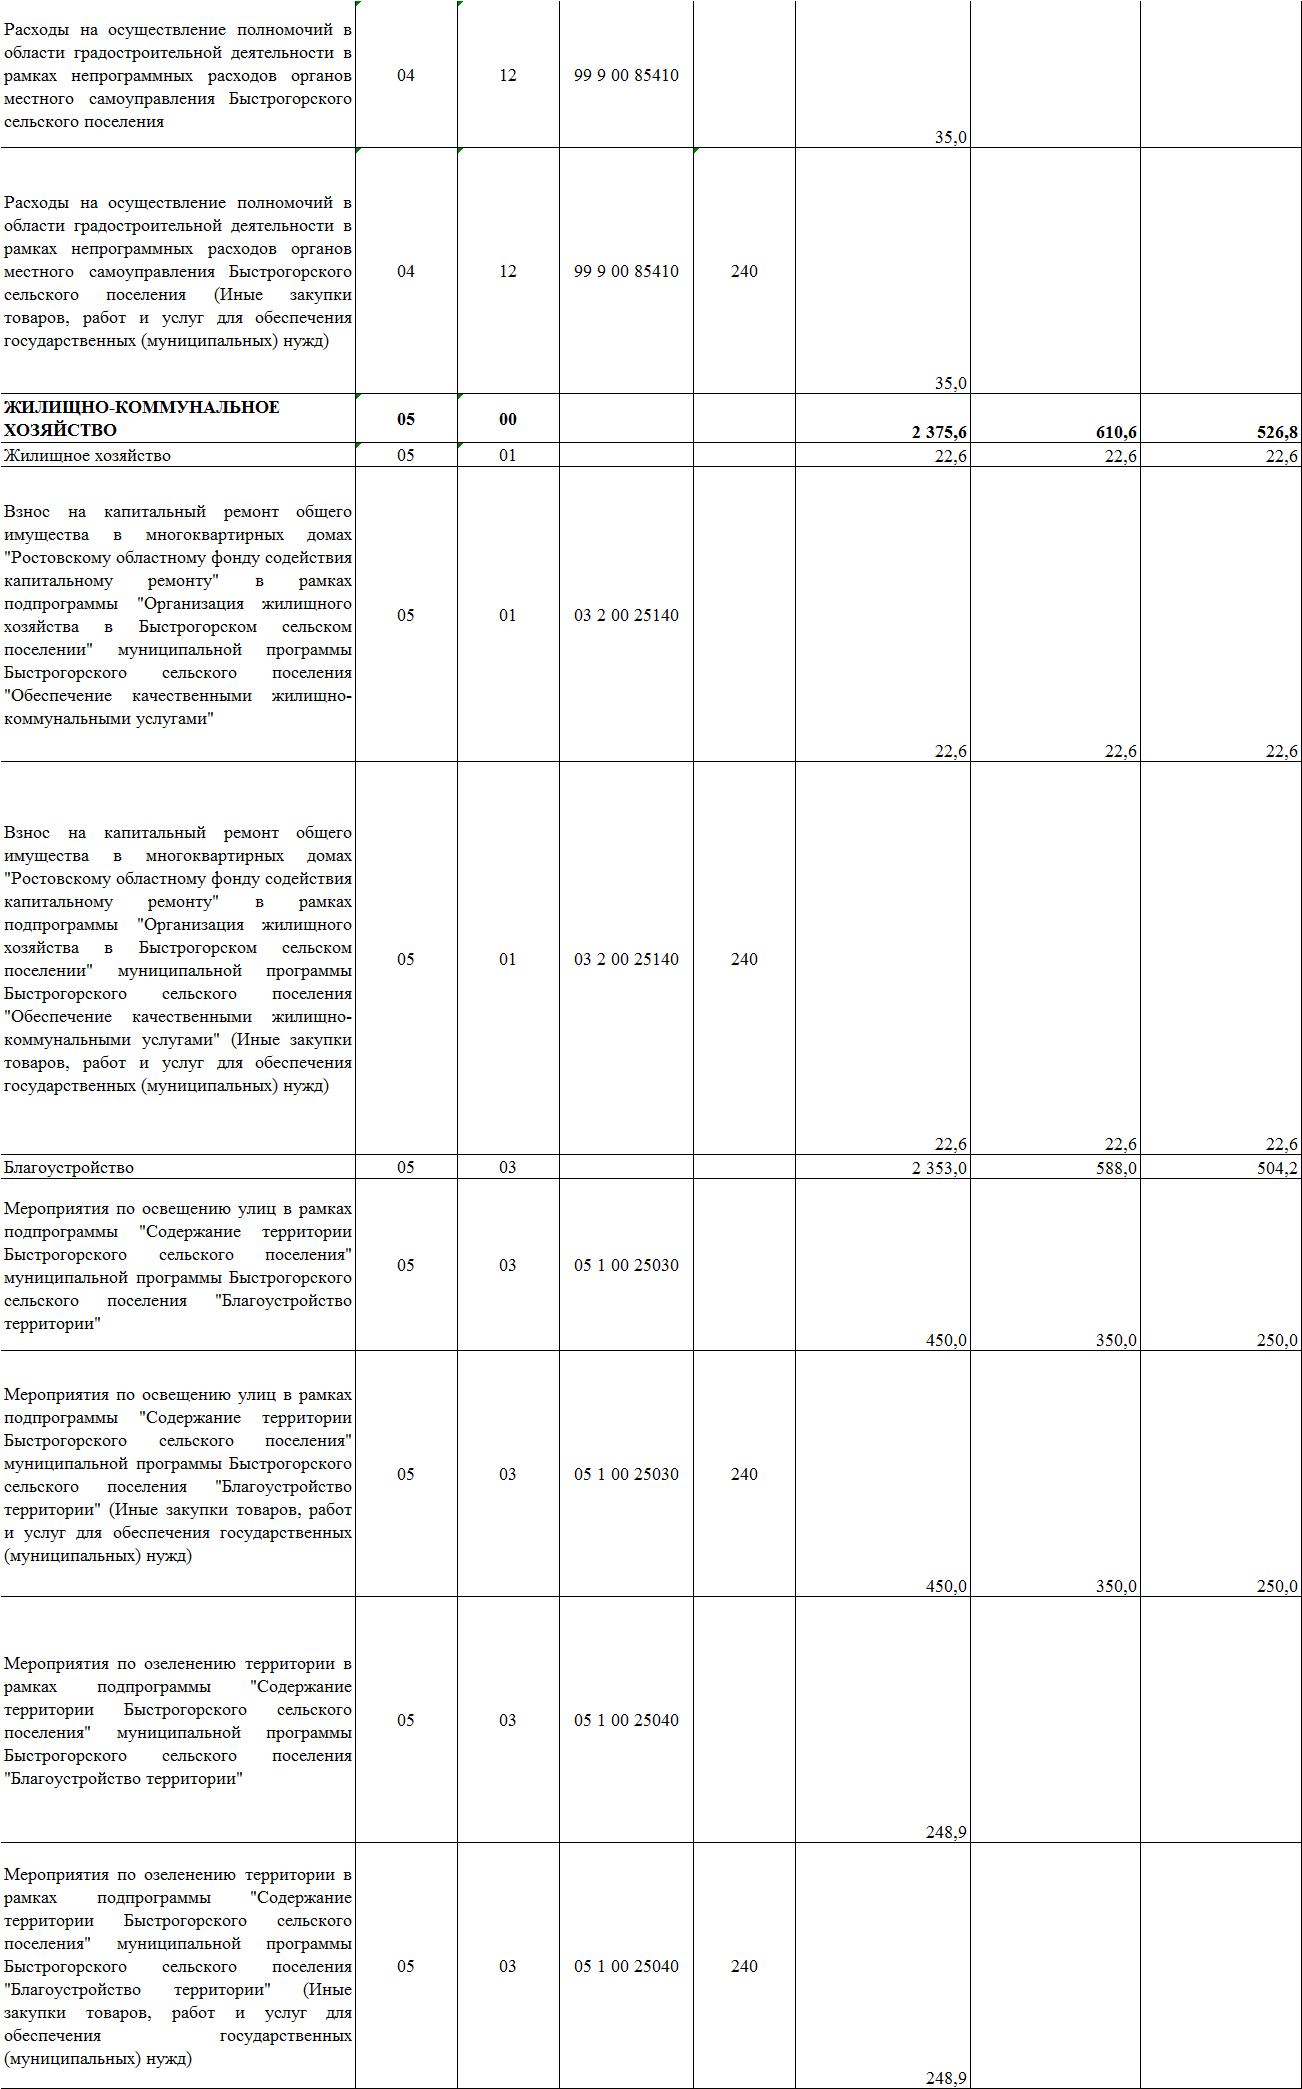 Расходы на осуществление полномочий в
области градостроительной деятельности в
рамках непрограммных расходов органов
местного самоуправления Быстрогорского
сельского поселения
04 12 99 9 00 85410
35,0
Расходы на осуществление полномочий в
области градостроительной деятельности в
рамках непрограммных расходов органов
местного самоуправления Быстрогорского
сельского поселения (Иные закупки
товаров, работ и услуг для обеспечения
государственных (муниципальных) нужд)
04 12 99 9 00 85410 240
35,0
ЖИЛИЩНО-КОММУНАЛЬНОЕ
ХОЗЯЙСТВО
05 00
2 375,6 610,6 526,8
Жилищное хозяйство 05 01 22,6 22,6 22,6
Взнос на капитальный ремонт общего
имущества в многоквартирных домах
"Ростовскому областному фонду содействия
капитальному ремонту" в рамках
подпрограммы "Организация жилищного
хозяйства в Быстрогорском сельском
поселении" муниципальной программы
Быстрогорского сельского поселения
"Обеспечение качественными жилищно-
коммунальными услугами"
05 01 03 2 00 25140
22,6 22,6 22,6
Взнос на капитальный ремонт общего
имущества в многоквартирных домах
"Ростовскому областному фонду содействия
капитальному ремонту" в рамках
подпрограммы "Организация жилищного
хозяйства в Быстрогорском сельском
поселении" муниципальной программы
Быстрогорского сельского поселения
"Обеспечение качественными жилищно-
коммунальными услугами" (Иные закупки
товаров, работ и услуг для обеспечения
государственных (муниципальных) нужд)
05 01 03 2 00 25140 240
22,6 22,6 22,6
Благоустройство 05 03 2 353,0 588,0 504,2
Мероприятия по освещению улиц в рамках
подпрограммы "Содержание территории
Быстрогорского сельского поселения"
муниципальной программы Быстрогорского
сельского поселения "Благоустройство
территории"
05 03 05 1 00 25030
450,0 350,0 250,0
Мероприятия по освещению улиц в рамках
подпрограммы "Содержание территории
Быстрогорского сельского поселения"
муниципальной программы Быстрогорского
сельского поселения "Благоустройство
территории" (Иные закупки товаров, работ
и услуг для обеспечения государственных
(муниципальных) нужд)
05 03 05 1 00 25030 240
450,0 350,0 250,0
Мероприятия по озеленению территории в
рамках подпрограммы "Содержание
территории Быстрогорского сельского
поселения" муниципальной программы
Быстрогорского сельского поселения
"Благоустройство территории"
05 03 05 1 00 25040
248,9
Мероприятия по озеленению территории в
рамках подпрограммы "Содержание
территории Быстрогорского сельского
поселения" муниципальной программы
Быстрогорского сельского поселения
"Благоустройство территории" (Иные
закупки товаров, работ и услуг для
обеспечения государственных
(муниципальных) нужд)
05 03 05 1 00 25040 240
248,9